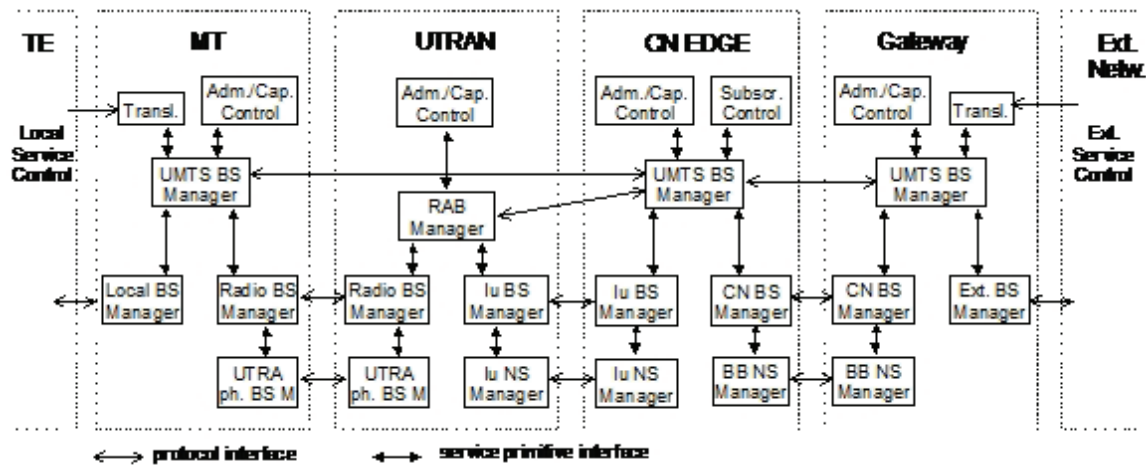 TE
MT
UTRAN
CN EDGE
Gateway
Ext.
Netw.
Transl.
Adm./Cap.
Control
Adm./Cap.
Control
Adm./Cap.
Control
Subscr.
Control
Adm./Cap.
Control
Transl.
Local
Service
Control
Ext.
Service
Control
UMTS BS
Manager
RAB
Manager
UMTS BS
Manager
UMTS BS
Manager
Local BS
Manager
Radio BS
Manager
Radio BS
Manager
Iu BS
Manager
Iu BS
Manager
CN BS
Manager
CN BS
Manager
Ext. BS
Manager
UTRA
ph. BS M
UTRA
ph. BS M
Iu NS
Manager
Iu NS
Manager
BB NS
Manager
BB NS
Manager
protocol interface
service primitive interface